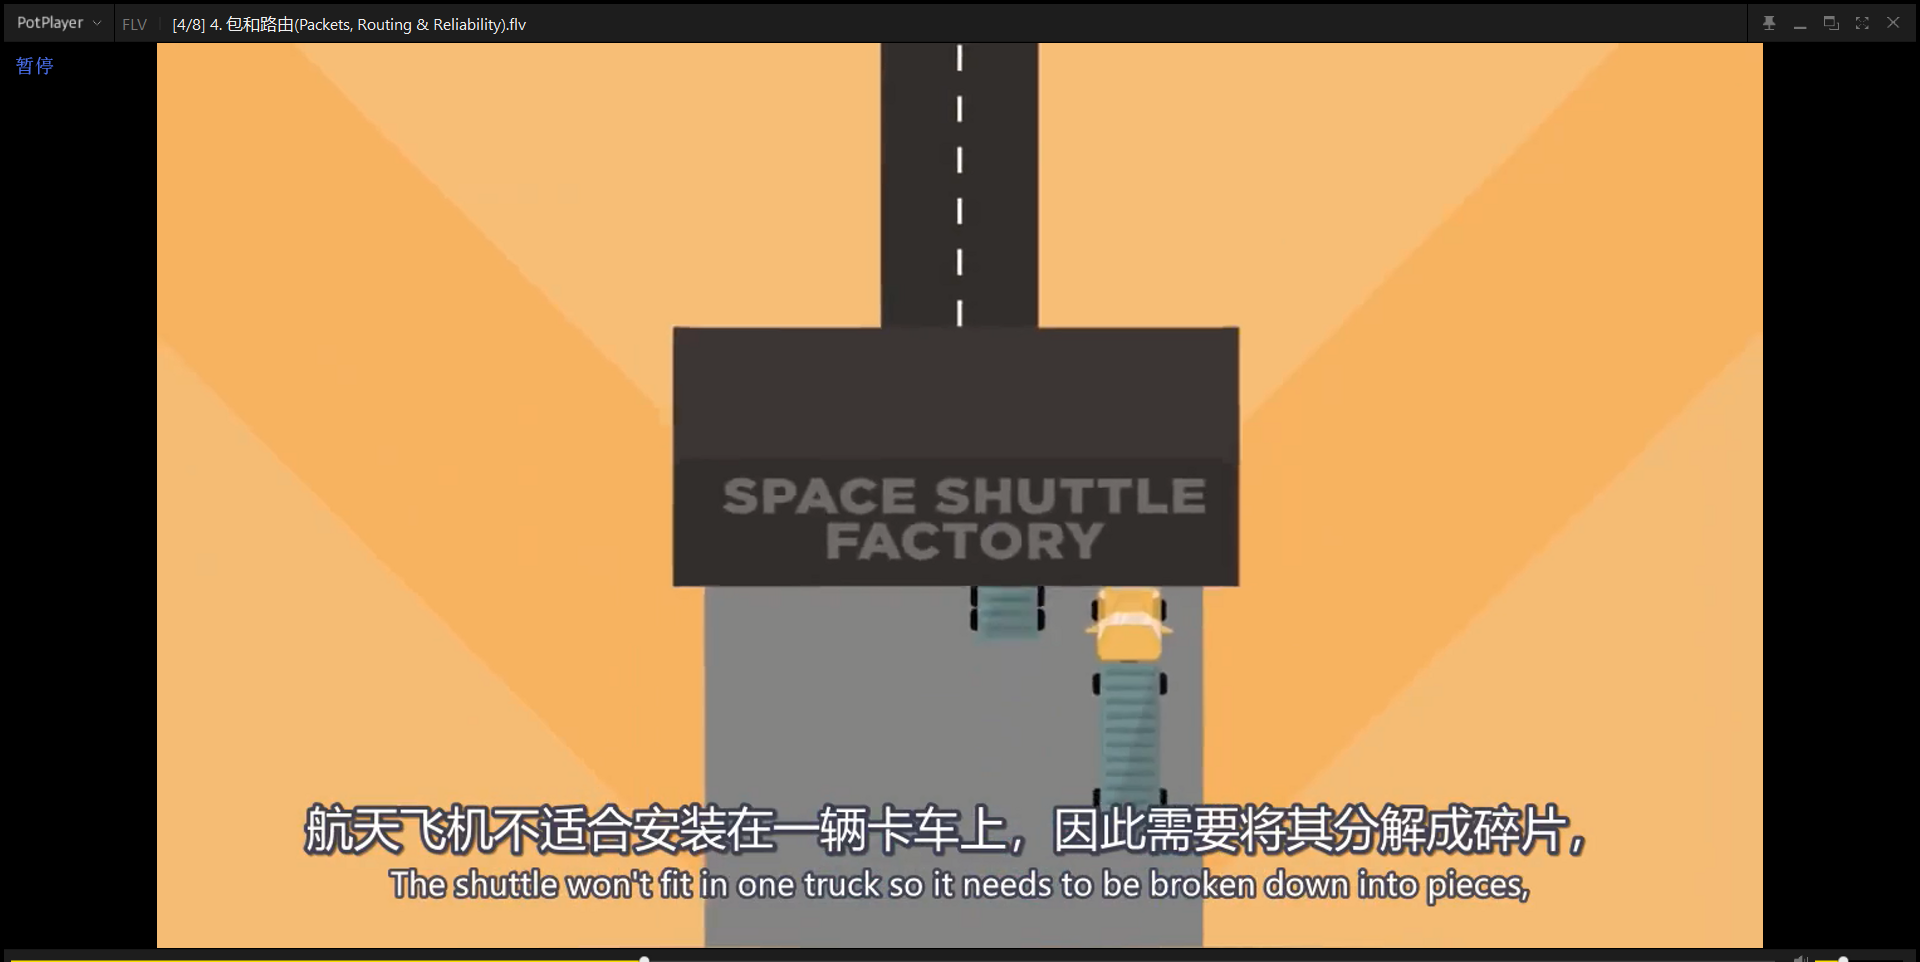 PotPlayer
FLV
[4/8] 4. 包和路由(Packets, Routing & Reliability).flv
暂停
SPACE SHUTTLE
FACTORY
航天飞机不适合安装在一辆卡车上，因此需要将其分解成碎片，
The shuttle won't fit in one truck so it needs to be broken down into pieces,